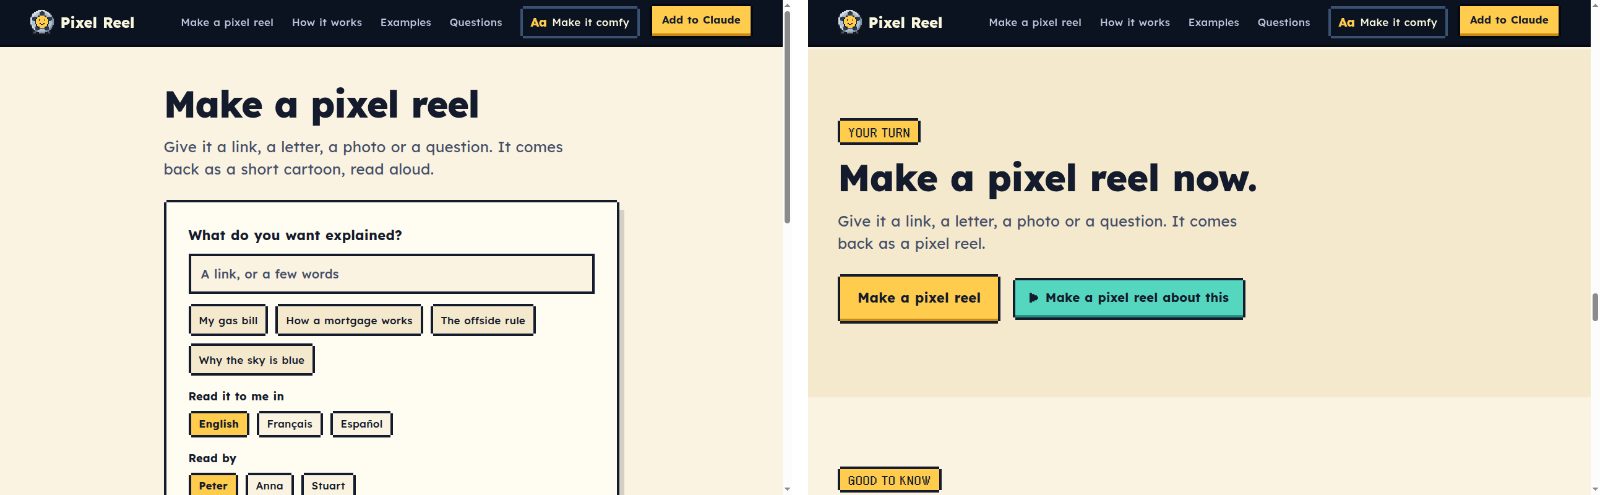 Pixel Reel
Make a pixel reel
How it works
Examples
Questions
Aa Make it comfy
Add to Claude
Make a pixel reel
Give it a link, a letter, a photo or a question. It comes
back as a short cartoon, read aloud.
What do you want explained?
A link, or a few words
My gas bill
How a mortgage works
The offside rule
Why the sky is blue
Read it to me in
English
Français
Español
Read by
Peter
Anna
Stuart
Pixel Reel
Make a pixel reel
How it works
Examples
Questions
Aa Make it comfy
Add to Claude
YOUR TURN
Make a pixel reel now.
Give it a link, a letter, a photo or a question. It comes
back as a pixel reel.
Make a pixel reel
Make a pixel reel about this
GOOD TO KNOW